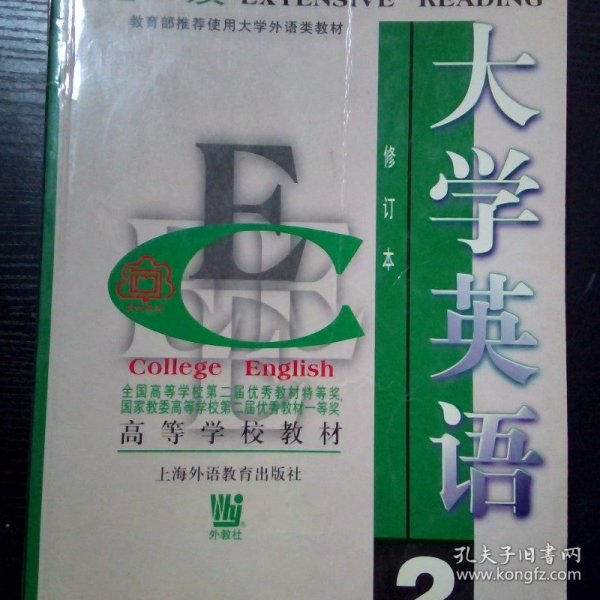 EXTENSIVE READING
教育部推荐使用大学外语类教材
大学英语
修订本
E
C
College English
全国高等学校第二届优秀教材特等奖
国家教委高等学校第二届优秀教材一等奖
高等学校教材
上海外语教育出版社
外教社
2
孔夫子旧书网
www.kongfz.com